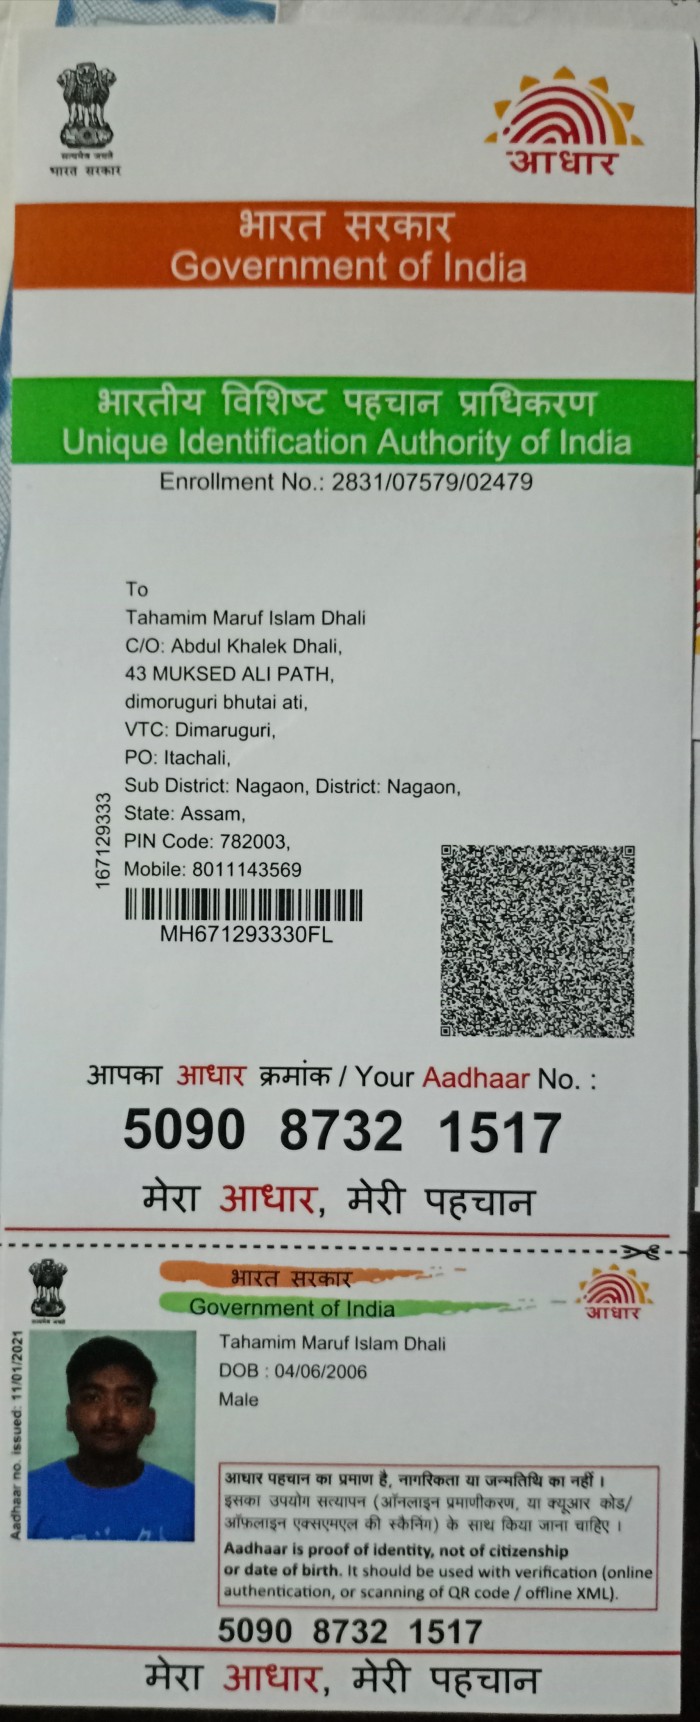 सत्यमेव जयते
भारत सरकार
आधार
भारत सरकार
Government of India
भारतीय विशिष्ट पहचान प्राधिकरण
Unique Identification Authority of India
Enrollment No.: 2831/07579/02479
To
Tahamim Maruf Islam Dhali
C/O: Abdul Khalek Dhali,
43 MUKSED ALI PATH,
dimoruguri bhutai ati,
VTC: Dimaruguri,
PO: Itachali,
Sub District: Nagaon, District: Nagaon,
State: Assam,
PIN Code: 782003,
Mobile: 8011143569
167129333
MH671293330FL
आपका आधार क्रमांक / Your Aadhaar No. :
5090 8732 1517
मेरा आधार, मेरी पहचान
भारत सरकार
Government of India
आधार
Aadhaar no. issued: 11/01/2021
Tahamim Maruf Islam Dhali
DOB : 04/06/2006
Male
आधार पहचान का प्रमाण है, नागरिकता या जन्मतिथि का नहीं ।
इसका उपयोग सत्यापन (ऑनलाइन प्रमाणीकरण, या क्यूआर कोड/
ऑफ़लाइन एक्सएमएल की स्कैनिंग) के साथ किया जाना चाहिए ।
Aadhaar is proof of identity, not of citizenship
or date of birth. It should be used with verification (online
authentication, or scanning of QR code / offline XML).
5090 8732 1517
मेरा आधार, मेरी पहचान